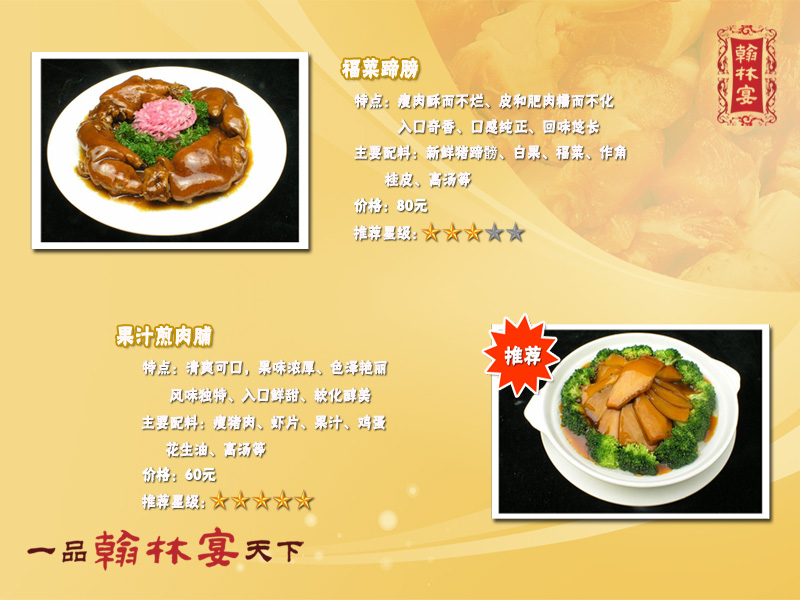 翰林宴
福菜蹄膀
特点：瘦肉酥而不烂、皮和肥肉糯而不化
入口奇香、口感纯正、回味悠长
主要配料：新鲜猪蹄髈、白果、福菜、作角
桂皮、高汤等
价格：80元
推荐星级：
推荐
果汁煎肉脯
特点：清爽可口，果味浓厚、色泽艳丽
风味独特、入口鲜甜、软化醇美
主要配料：瘦猪肉、虾片、果汁、鸡蛋
花生油、高汤等
价格：60元
推荐星级：
一品翰林宴天下